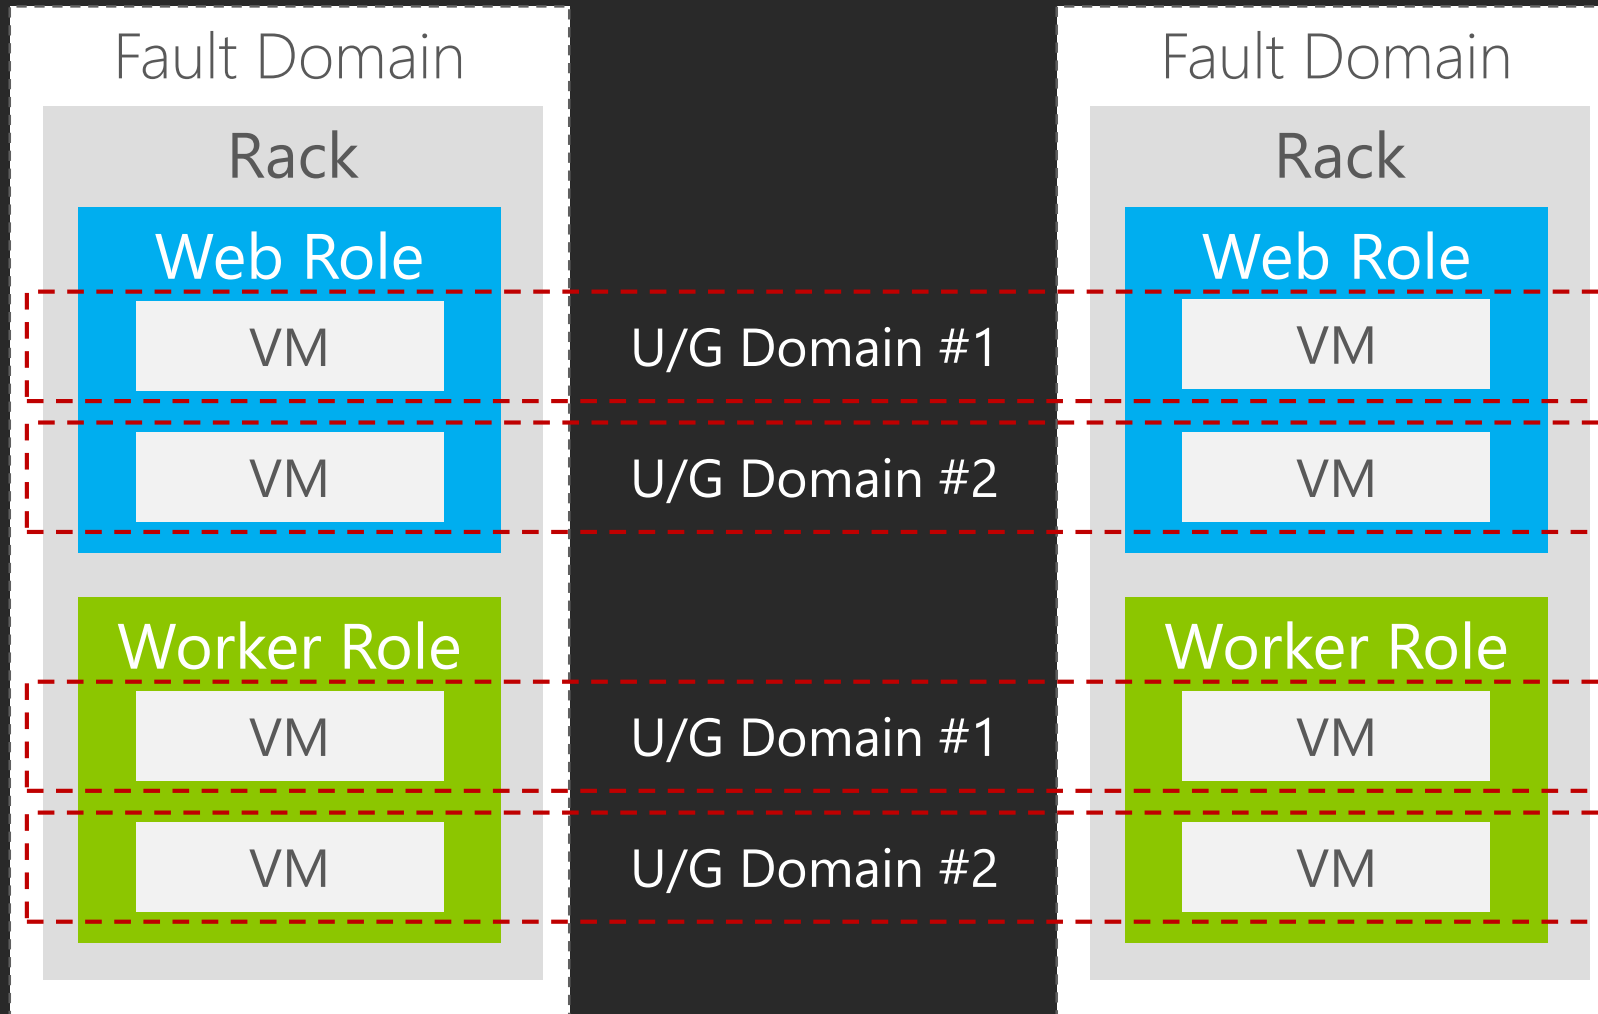 Fault Domain
Rack
Web Role
VM
VM
Worker Role
VM
VM
U/G Domain #1
U/G Domain #2
U/G Domain #1
U/G Domain #2
Fault Domain
Rack
Web Role
VM
VM
Worker Role
VM
VM